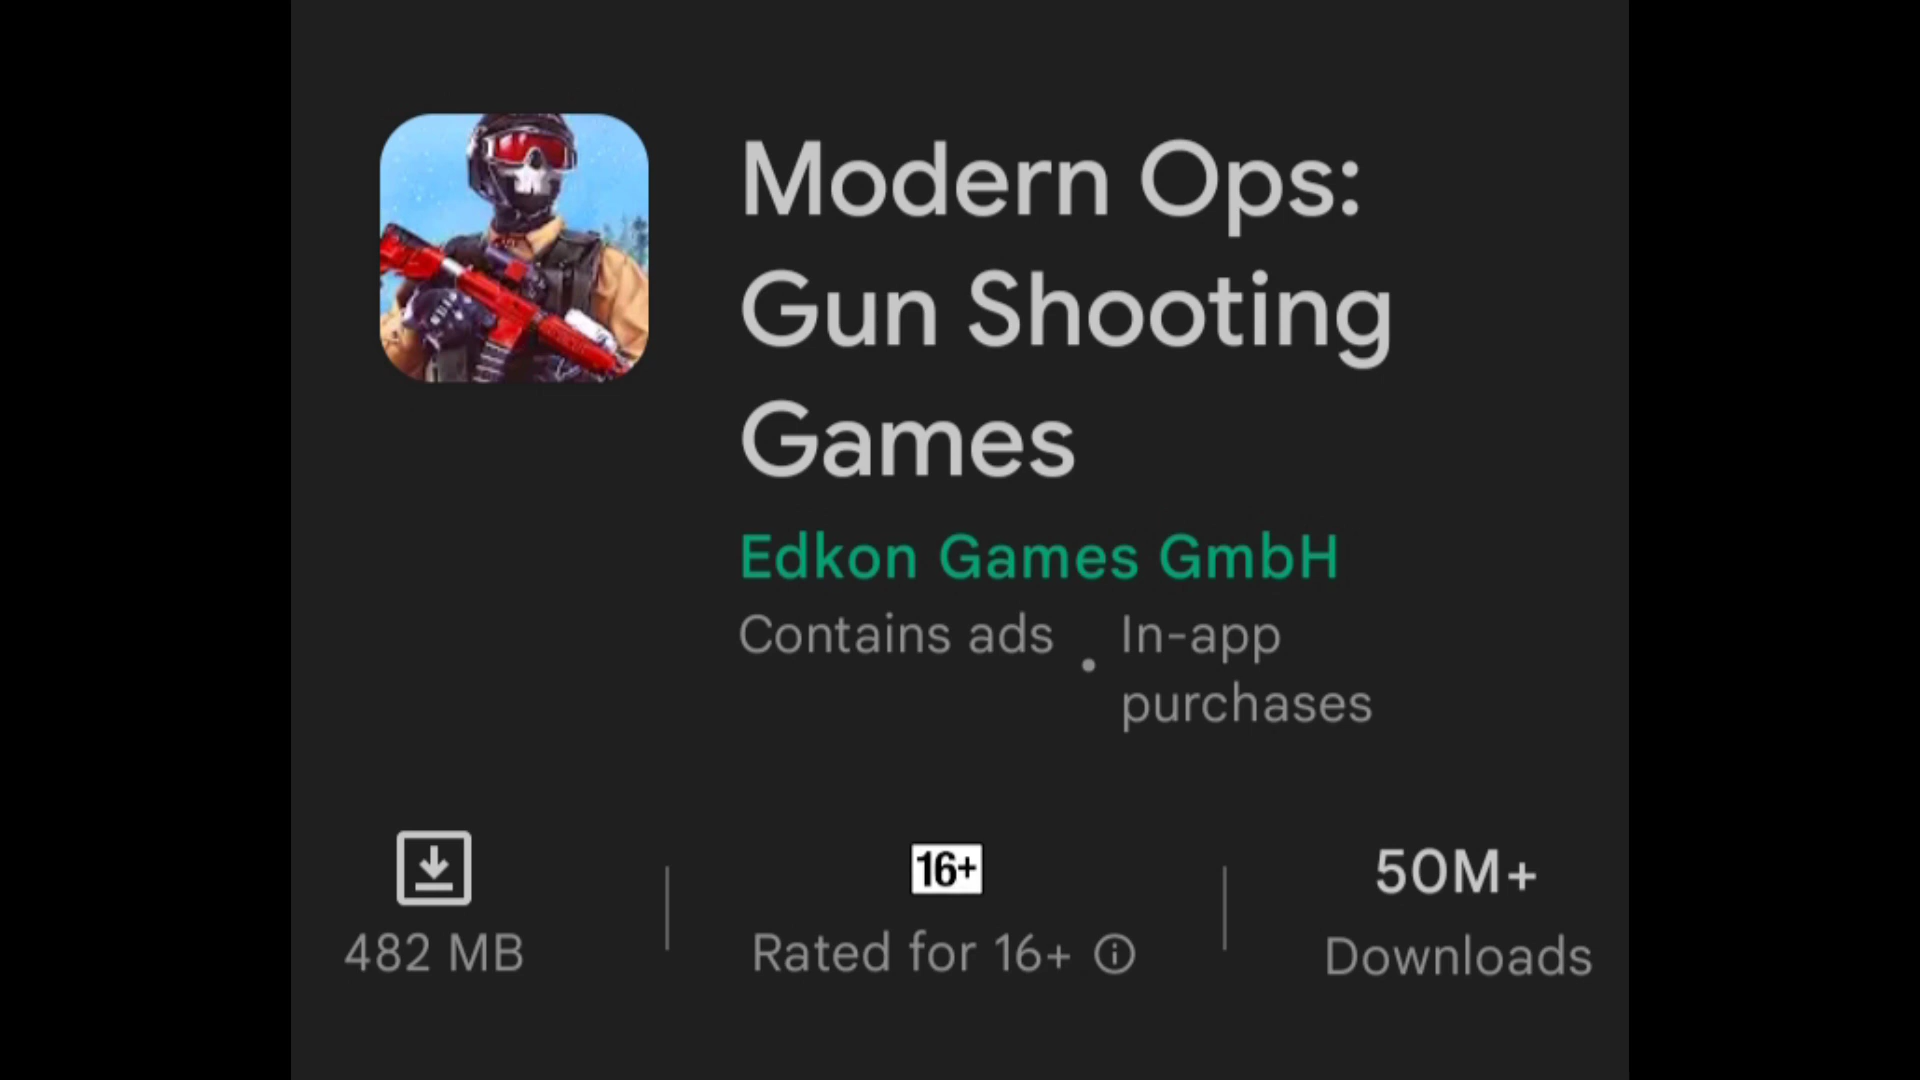 Modern Ops:
Gun Shooting
Games
Edkon Games GmbH
Contains ads • In-app
purchases
16+
50M+
482 MB
Rated for 16+
Downloads